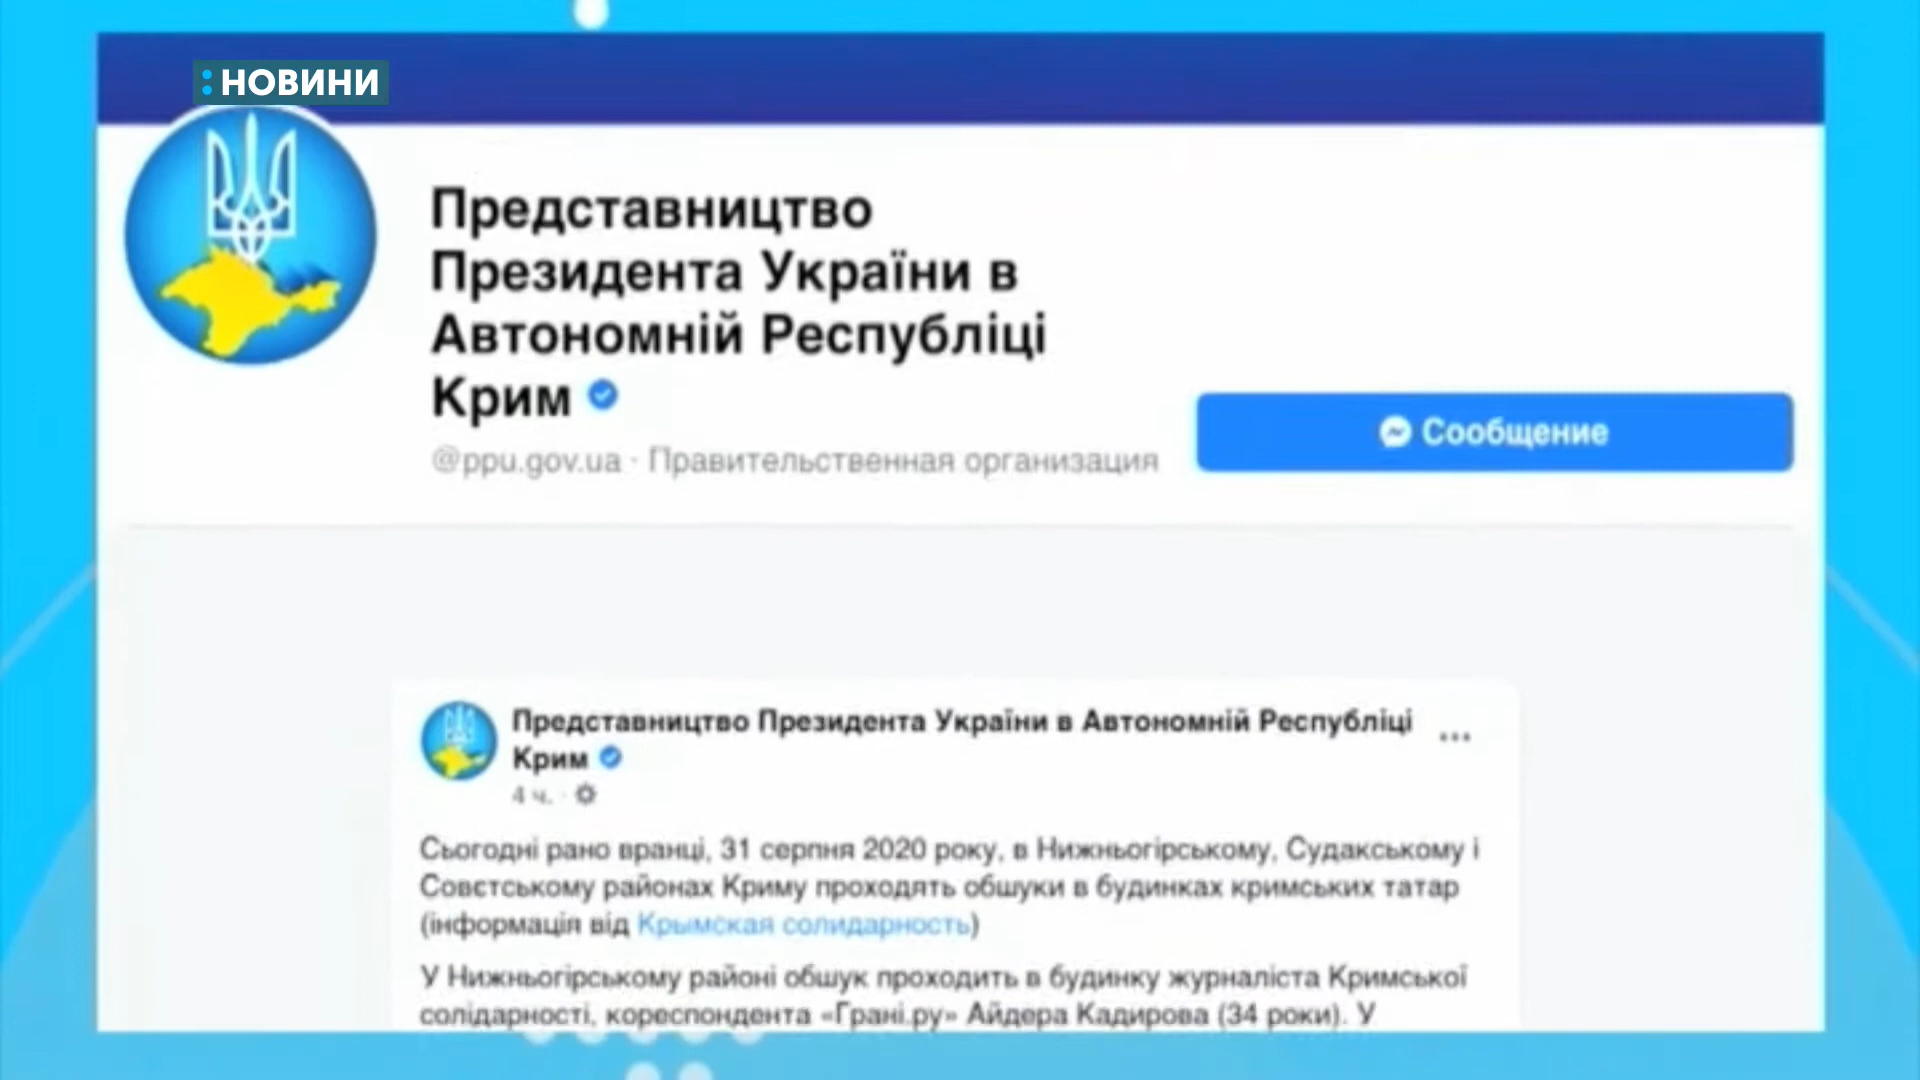 :НОВИНИ
Представництво
Президента України в
Автономній Республіці
Крим
@ppu.gov.ua · Правительственная организация
Сообщение
Представництво Президента України в Автономній Республіці
Крим
4 ч. ·
Сьогодні рано вранці, 31 серпня 2020 року, в Нижньогірському, Судакському і
Совєтському районах Криму проходять обшуки в будинках кримських татар
(інформація від Крымская солидарность)
У Нижньогірському районі обшук проходить в будинку журналіста Кримської
солідарності, кореспондента «Грані.ру» Айдера Кадирова (34 роки). У